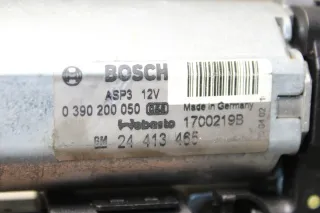 BOSCH
ASP3 12V
0 390 200 050
Made in Germany
Webasto 1700219B
GM 24 413 465